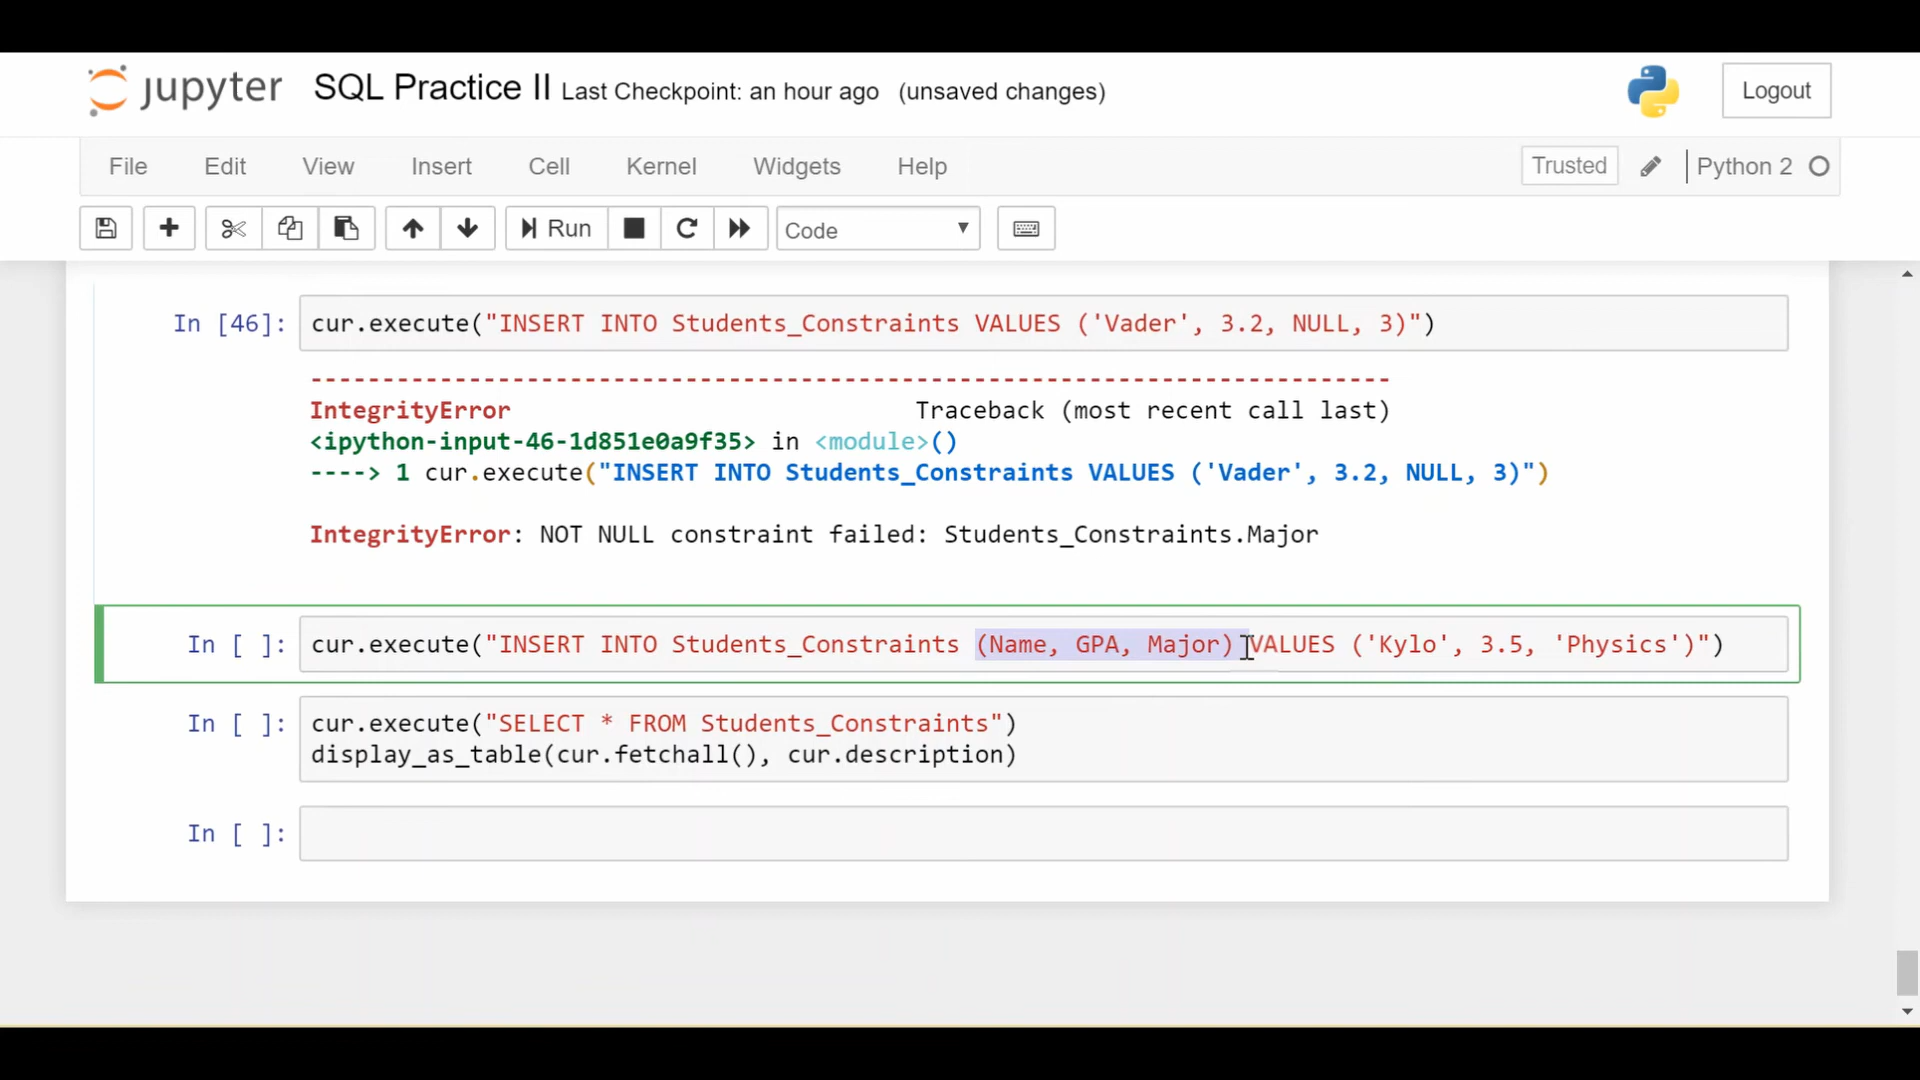 jupyter SQL Practice II Last Checkpoint: an hour ago (unsaved changes) Logout
File Edit View Insert Cell Kernel Widgets Help Trusted Python 2
Run Code
In [46]: cur.execute("INSERT INTO Students_Constraints VALUES ('Vader', 3.2, NULL, 3)")
---------------------------------------------------------------------------
IntegrityError Traceback (most recent call last)
<ipython-input-46-1d851e0a9f35> in <module>()
----> 1 cur.execute("INSERT INTO Students_Constraints VALUES ('Vader', 3.2, NULL, 3)")
IntegrityError: NOT NULL constraint failed: Students_Constraints.Major
In [ ]: cur.execute("INSERT INTO Students_Constraints (Name, GPA, Major) VALUES ('Kylo', 3.5, 'Physics')")
In [ ]: cur.execute("SELECT * FROM Students_Constraints")
display_as_table(cur.fetchall(), cur.description)
In [ ]: